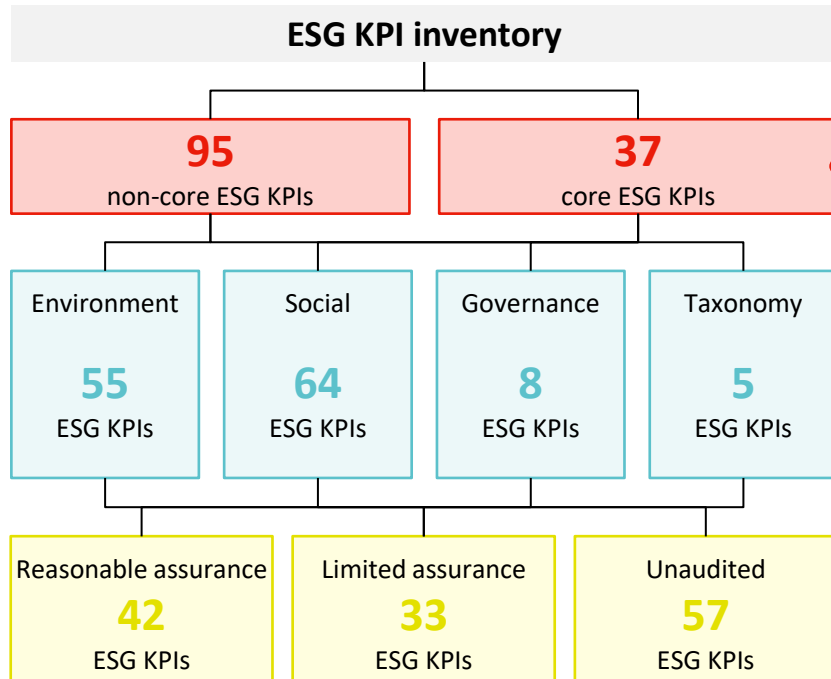 ESG KPI inventory
95
non-core ESG KPIs
37
core ESG KPIs
Environment
55
ESG KPIs
Social
64
ESG KPIs
Governance
8
ESG KPIs
Taxonomy
5
ESG KPIs
Reasonable assurance
42
ESG KPIs
Limited assurance
33
ESG KPIs
Unaudited
57
ESG KPIs